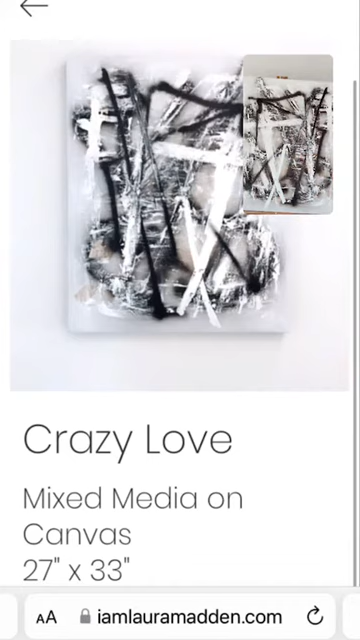 Crazy Love
Mixed Media on
Canvas
27" x 33"
AA
iamlauramadden.com